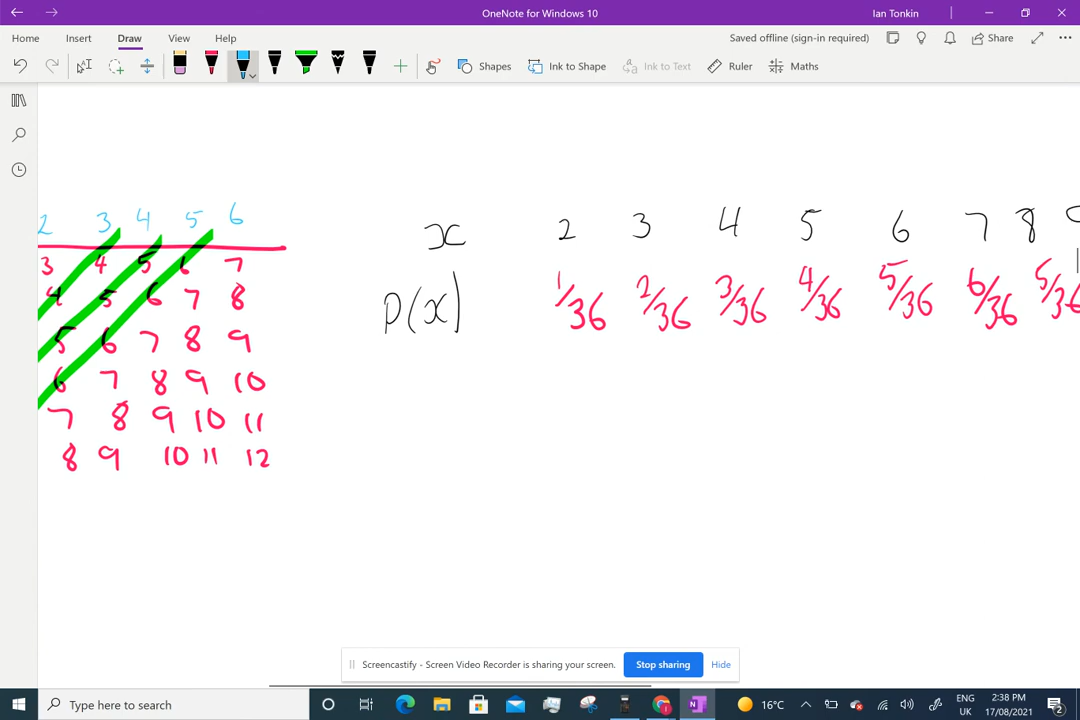 OneNote for Windows 10
Ian Tonkin
Home Insert Draw View Help
Saved offline (sign-in required)
Share
Ink to Shape
Shapes
Ink to Text
Ruler
Maths
2 3 4 5 6
3 4 5 6 7
4 5 6 7 8
5 6 7 8 9
6 7 8 9 10
7 8 9 10 11
8 9 10 11 12
x 2 3 4 5 6 7 8 9
P(x) 1/36 2/36 3/36 4/36 5/36 6/36 5/36
Screencastify - Screen Video Recorder is sharing your screen.
Stop sharing
Hide
Type here to search
16°C
ENG
UK
2:38 PM
17/08/2021
2